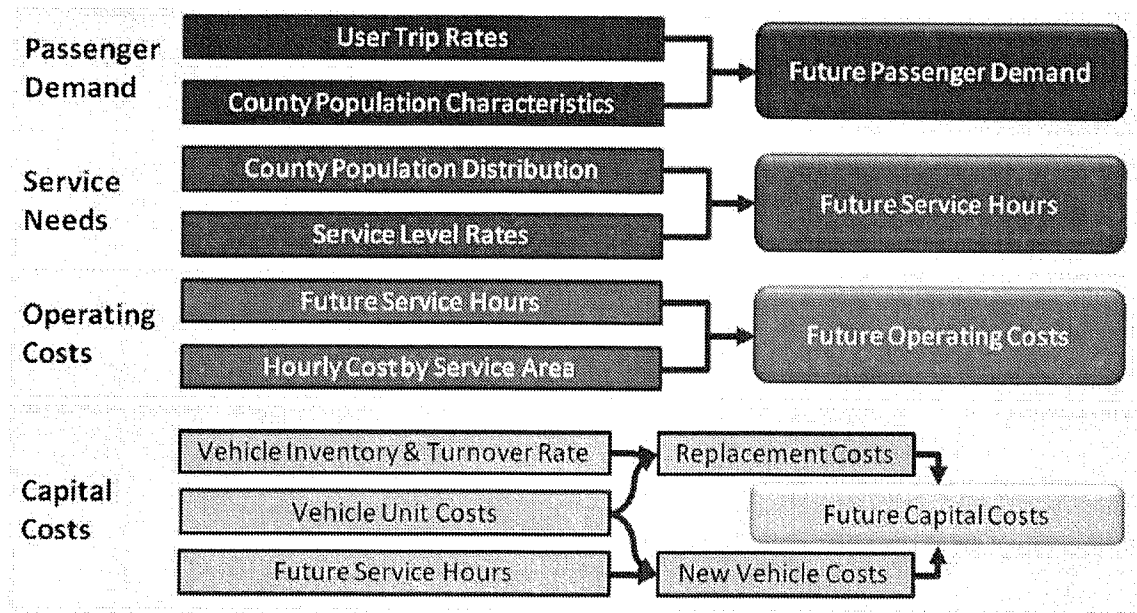 Passenger
Demand
User Trip Rates
County Population Characteristics
Future Passenger Demand
Service
Needs
County Population Distribution
Service Level Rates
Future Service Hours
Operating
Costs
Future Service Hours
Hourly Cost by Service Area
Future Operating Costs
Capital
Costs
Vehicle Inventory & Turnover Rate
Vehicle Unit Costs
Future Service Hours
Replacement Costs
New Vehicle Costs
Future Capital Costs